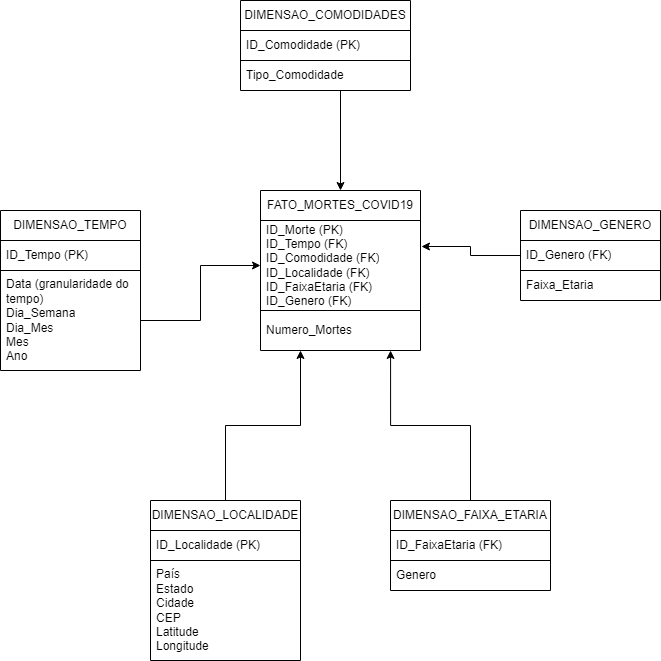 DIMENSAO_COMODIDADES
ID_Comodidade (PK)
Tipo_Comodidade
FATO_MORTES_COVID19
ID_Morte (PK)
ID_Tempo (FK)
ID_Comodidade (FK)
ID_Localidade (FK)
ID_FaixaEtaria (FK)
ID_Genero (FK)
Numero_Mortes
DIMENSAO_TEMPO
ID_Tempo (PK)
Data (granularidade do
tempo)
Dia_Semana
Dia_Mes
Mes
Ano
DIMENSAO_GENERO
ID_Genero (FK)
Faixa_Etaria
DIMENSAO_LOCALIDADE
ID_Localidade (PK)
País
Estado
Cidade
CEP
Latitude
Longitude
DIMENSAO_FAIXA_ETARIA
ID_FaixaEtaria (FK)
Genero